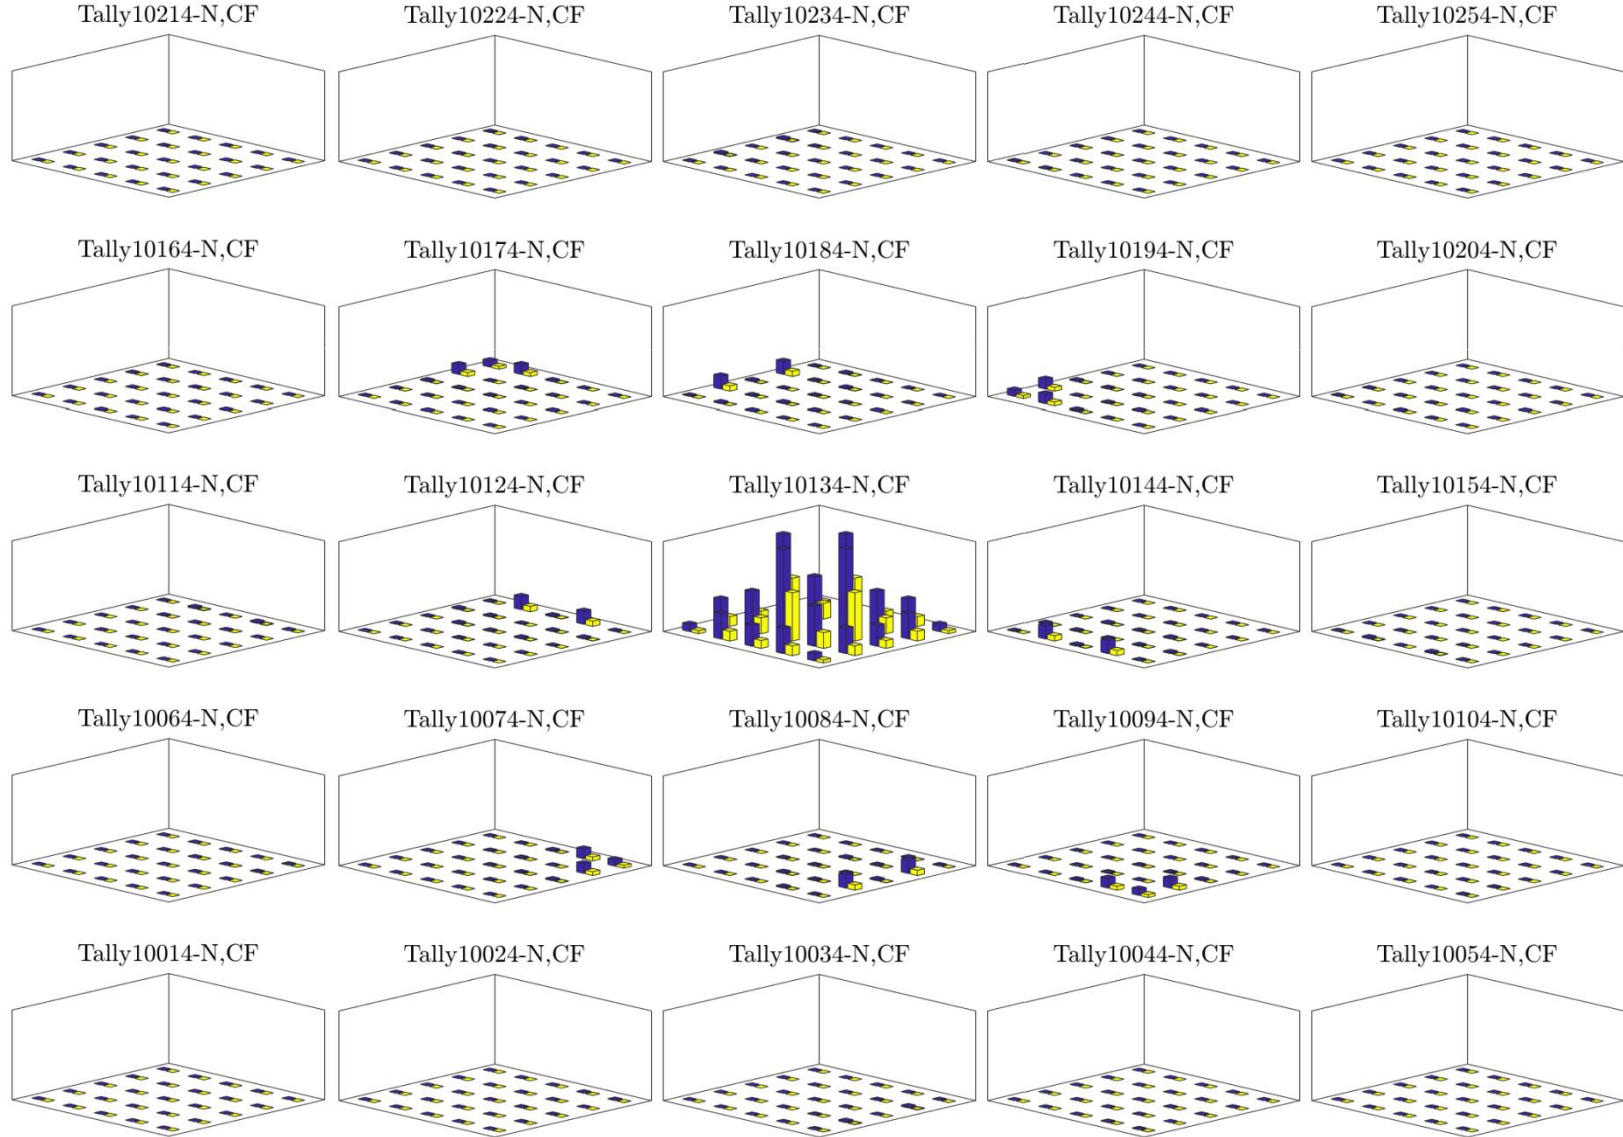 Tally10214-N,CF Tally10224-N,CF Tally10234-N,CF Tally10244-N,CF Tally10254-N,CF
Tally10164-N,CF Tally10174-N,CF Tally10184-N,CF Tally10194-N,CF Tally10204-N,CF
Tally10114-N,CF Tally10124-N,CF Tally10134-N,CF Tally10144-N,CF Tally10154-N,CF
Tally10064-N,CF Tally10074-N,CF Tally10084-N,CF Tally10094-N,CF Tally10104-N,CF
Tally10014-N,CF Tally10024-N,CF Tally10034-N,CF Tally10044-N,CF Tally10054-N,CF